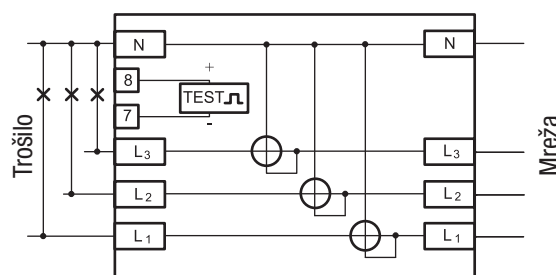 N N
8 +
TEST
7 -
L3 L3
L2 L2
L1 L1
Trošilo
Mreža